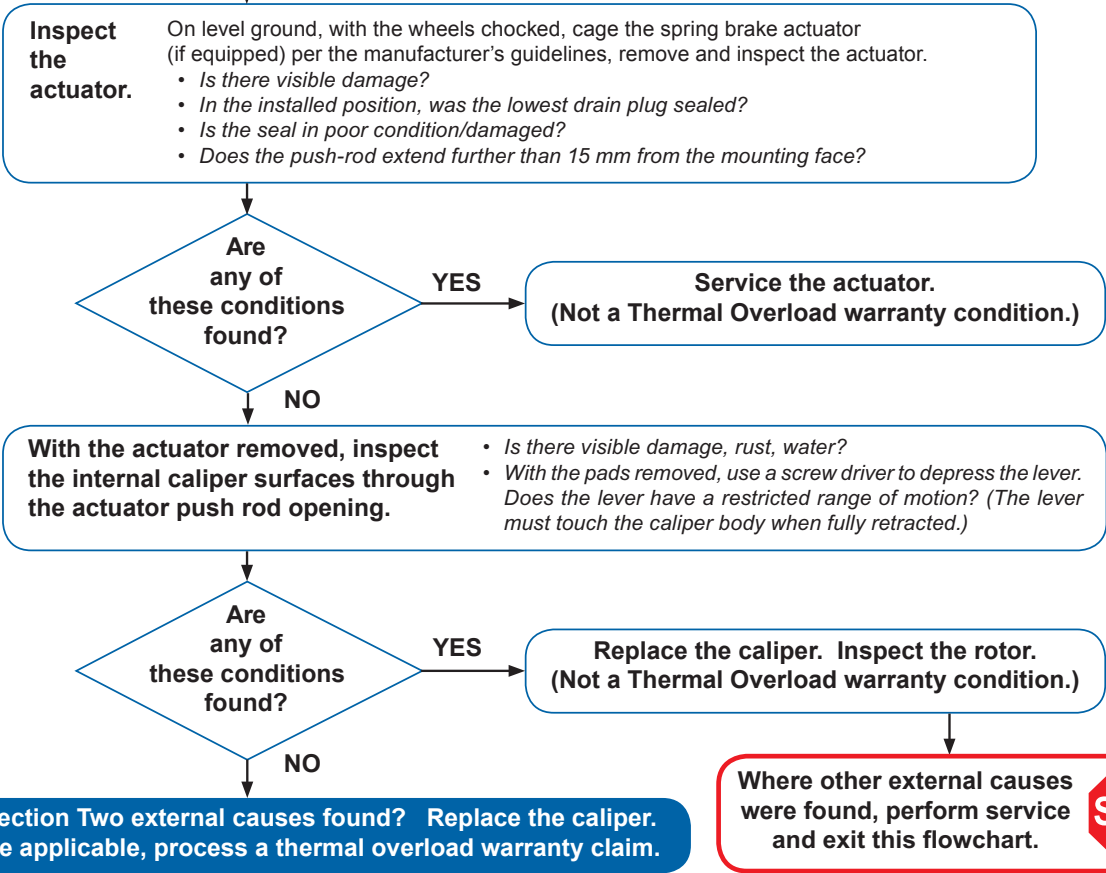 Inspect
the
actuator.
On level ground, with the wheels chocked, cage the spring brake actuator
(if equipped) per the manufacturer’s guidelines, remove and inspect the actuator.
• Is there visible damage?
• In the installed position, was the lowest drain plug sealed?
• Is the seal in poor condition/damaged?
• Does the push-rod extend further than 15 mm from the mounting face?
Are
any of
these conditions
found?
YES
Service the actuator.
(Not a Thermal Overload warranty condition.)
NO
With the actuator removed, inspect
the internal caliper surfaces through
the actuator push rod opening.
• Is there visible damage, rust, water?
• With the pads removed, use a screw driver to depress the lever.
Does the lever have a restricted range of motion? (The lever
must touch the caliper body when fully retracted.)
Are
any of
these conditions
found?
YES
Replace the caliper. Inspect the rotor.
(Not a Thermal Overload warranty condition.)
NO
Where other external causes
were found, perform service
and exit this flowchart.
S
ection Two external causes found? Replace the caliper.
e applicable, process a thermal overload warranty claim.